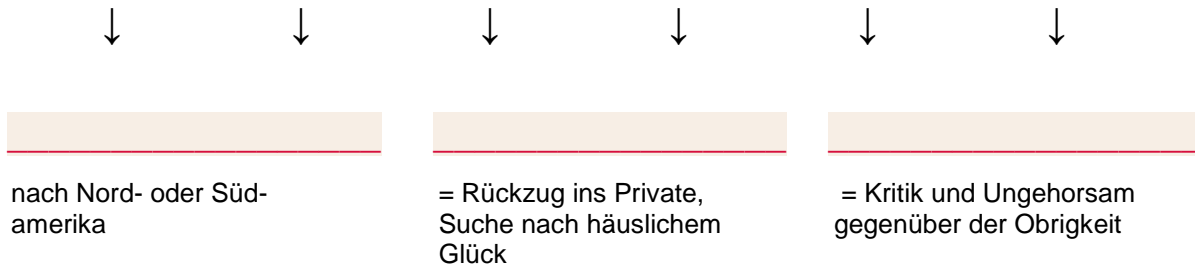 ↓ ↓ ↓ ↓ ↓ ↓
nach Nord- oder Süd-
amerika
= Rückzug ins Private,
Suche nach häuslichem
Glück
= Kritik und Ungehorsam
gegenüber der Obrigkeit